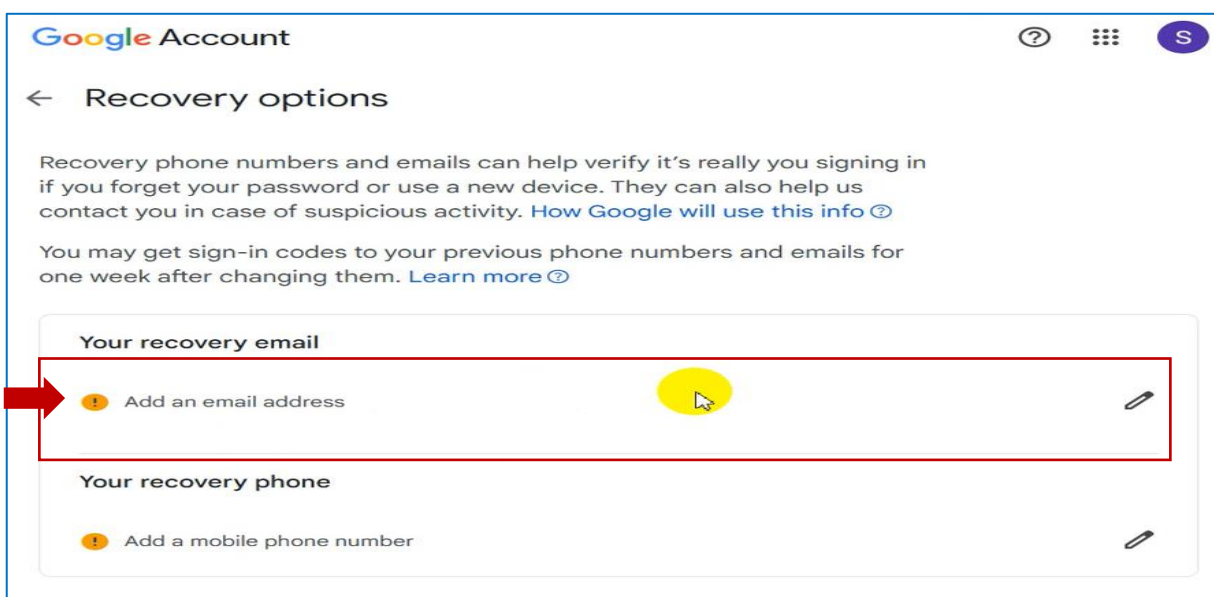 Google Account
S
Recovery options
Recovery phone numbers and emails can help verify it's really you signing in
if you forget your password or use a new device. They can also help us
contact you in case of suspicious activity. How Google will use this info
You may get sign-in codes to your previous phone numbers and emails for
one week after changing them. Learn more
Your recovery email
Add an email address
Your recovery phone
Add a mobile phone number